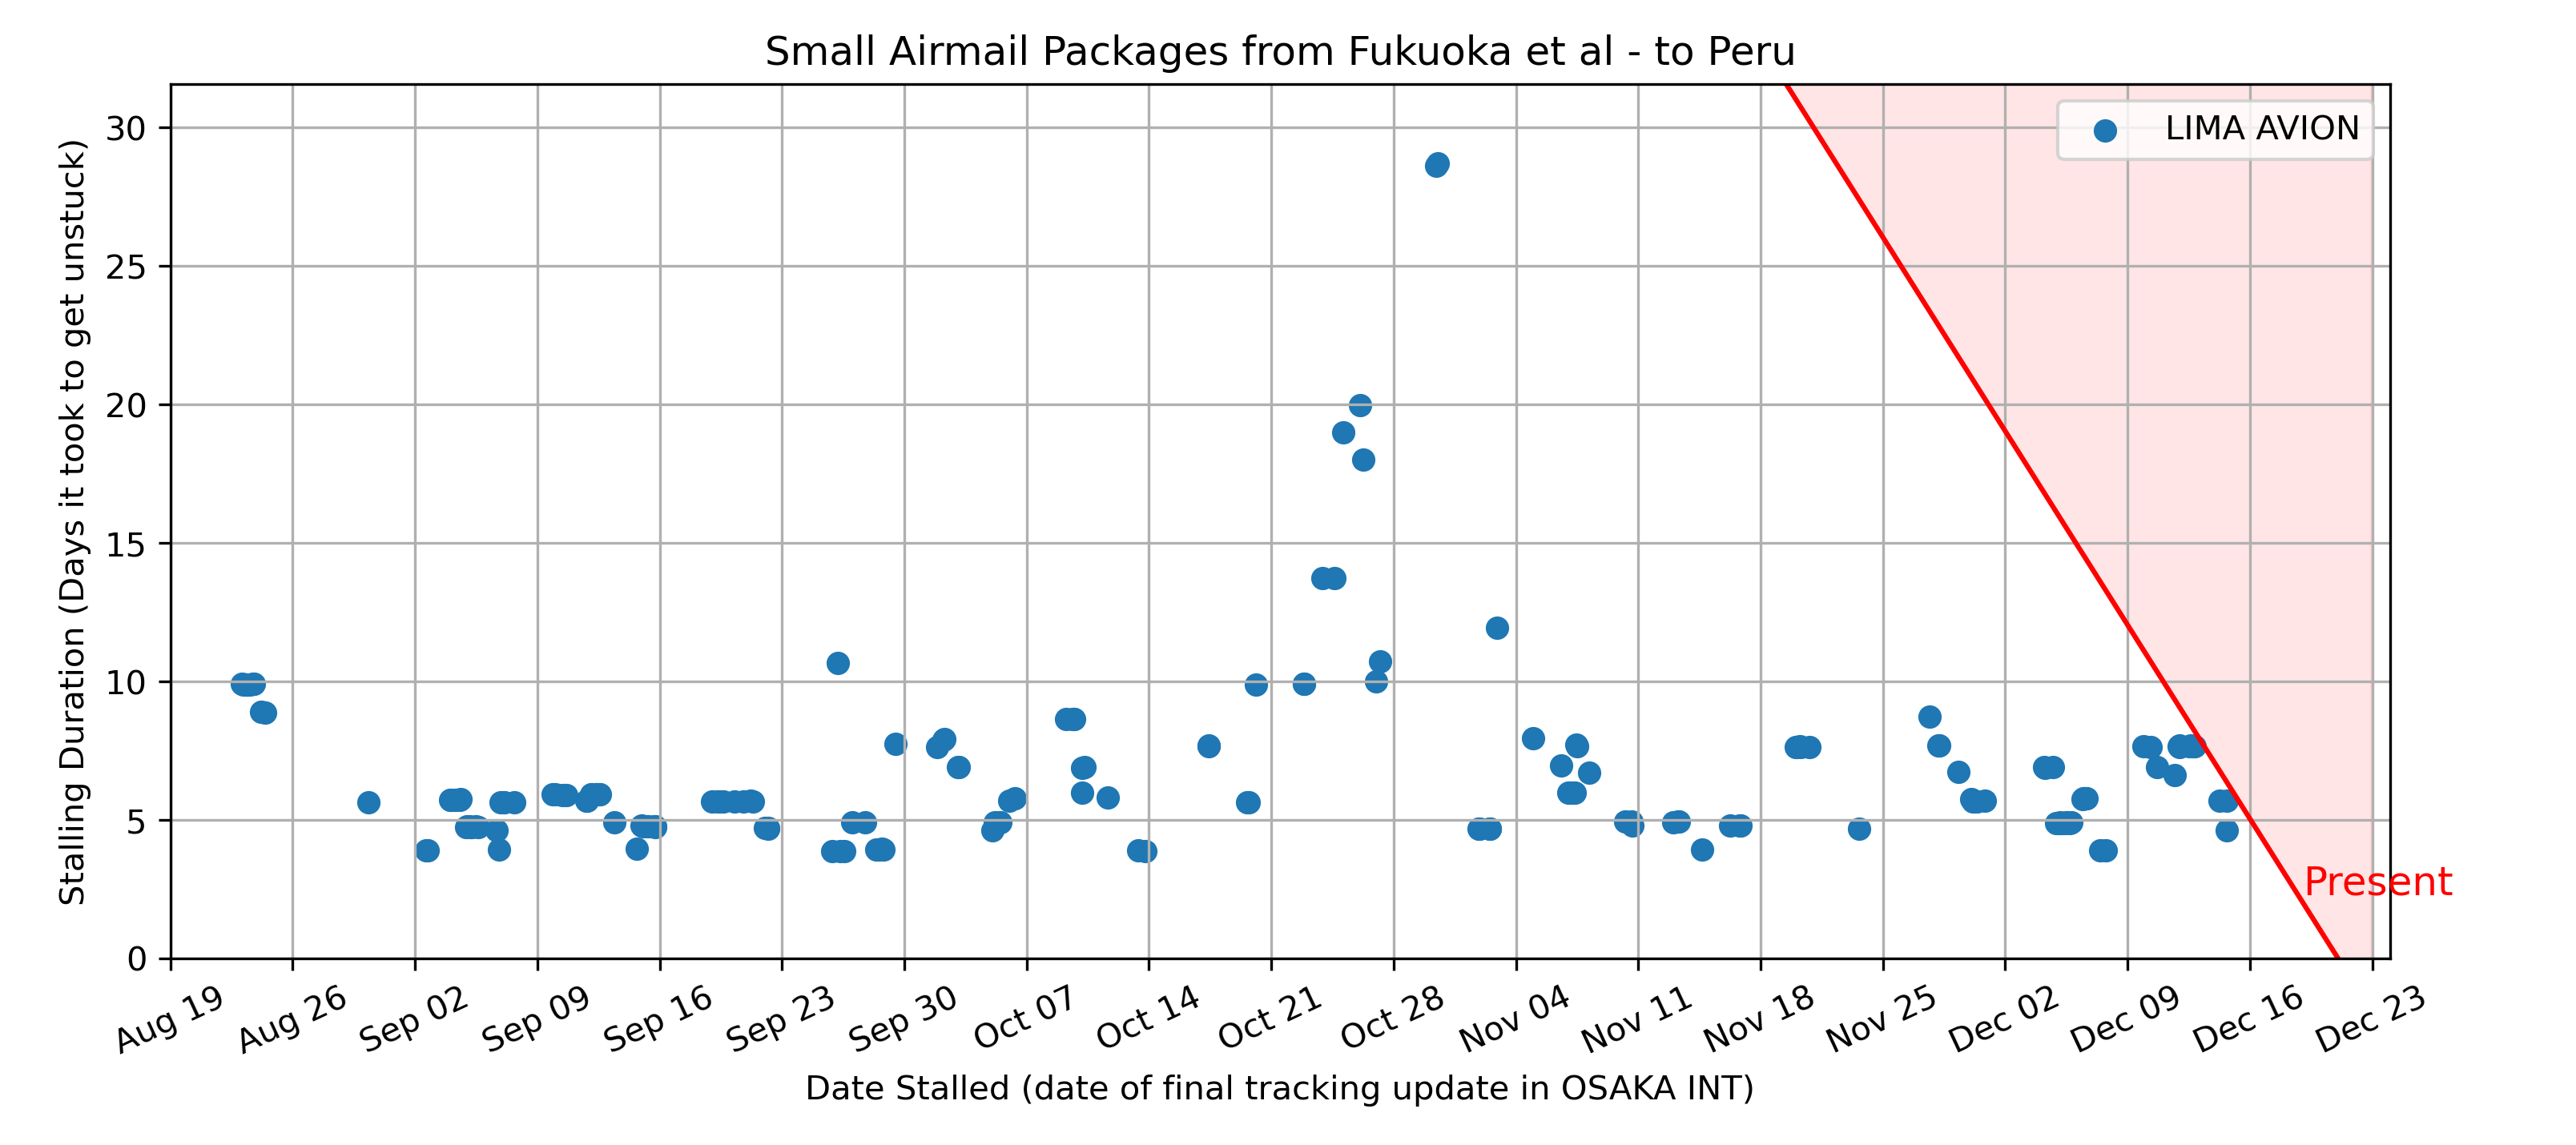 Small Airmail Packages from Fukuoka et al - to Peru
Stalling Duration (Days it took to get unstuck)
30
25
20
15
10
5
0
LIMA AVION
Present
Aug 19
Aug 26
Sep 02
Sep 09
Sep 16
Sep 23
Sep 30
Oct 07
Oct 14
Oct 21
Oct 28
Nov 04
Nov 11
Nov 18
Nov 25
Dec 02
Dec 09
Dec 16
Dec 23
Date Stalled (date of final tracking update in OSAKA INT)